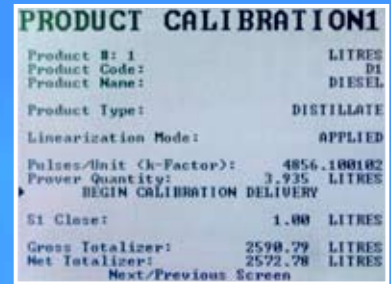 PRODUCT CALIBRATION1
Product #: 1 LITRES
Product Code: D1
Product Name: DIESEL
Product Type: DISTILLATE
Linearization Mode: APPLIED
Pulses/Unit (k-Factor): 4856.100102
Prover Quantity: 3.935 LITRES
BEGIN CALIBRATION DELIVERY
S1 Close: 1.00 LITRES
Gross Totalizer: 2590.79 LITRES
Net Totalizer: 2572.78 LITRES
Next/Previous Screen